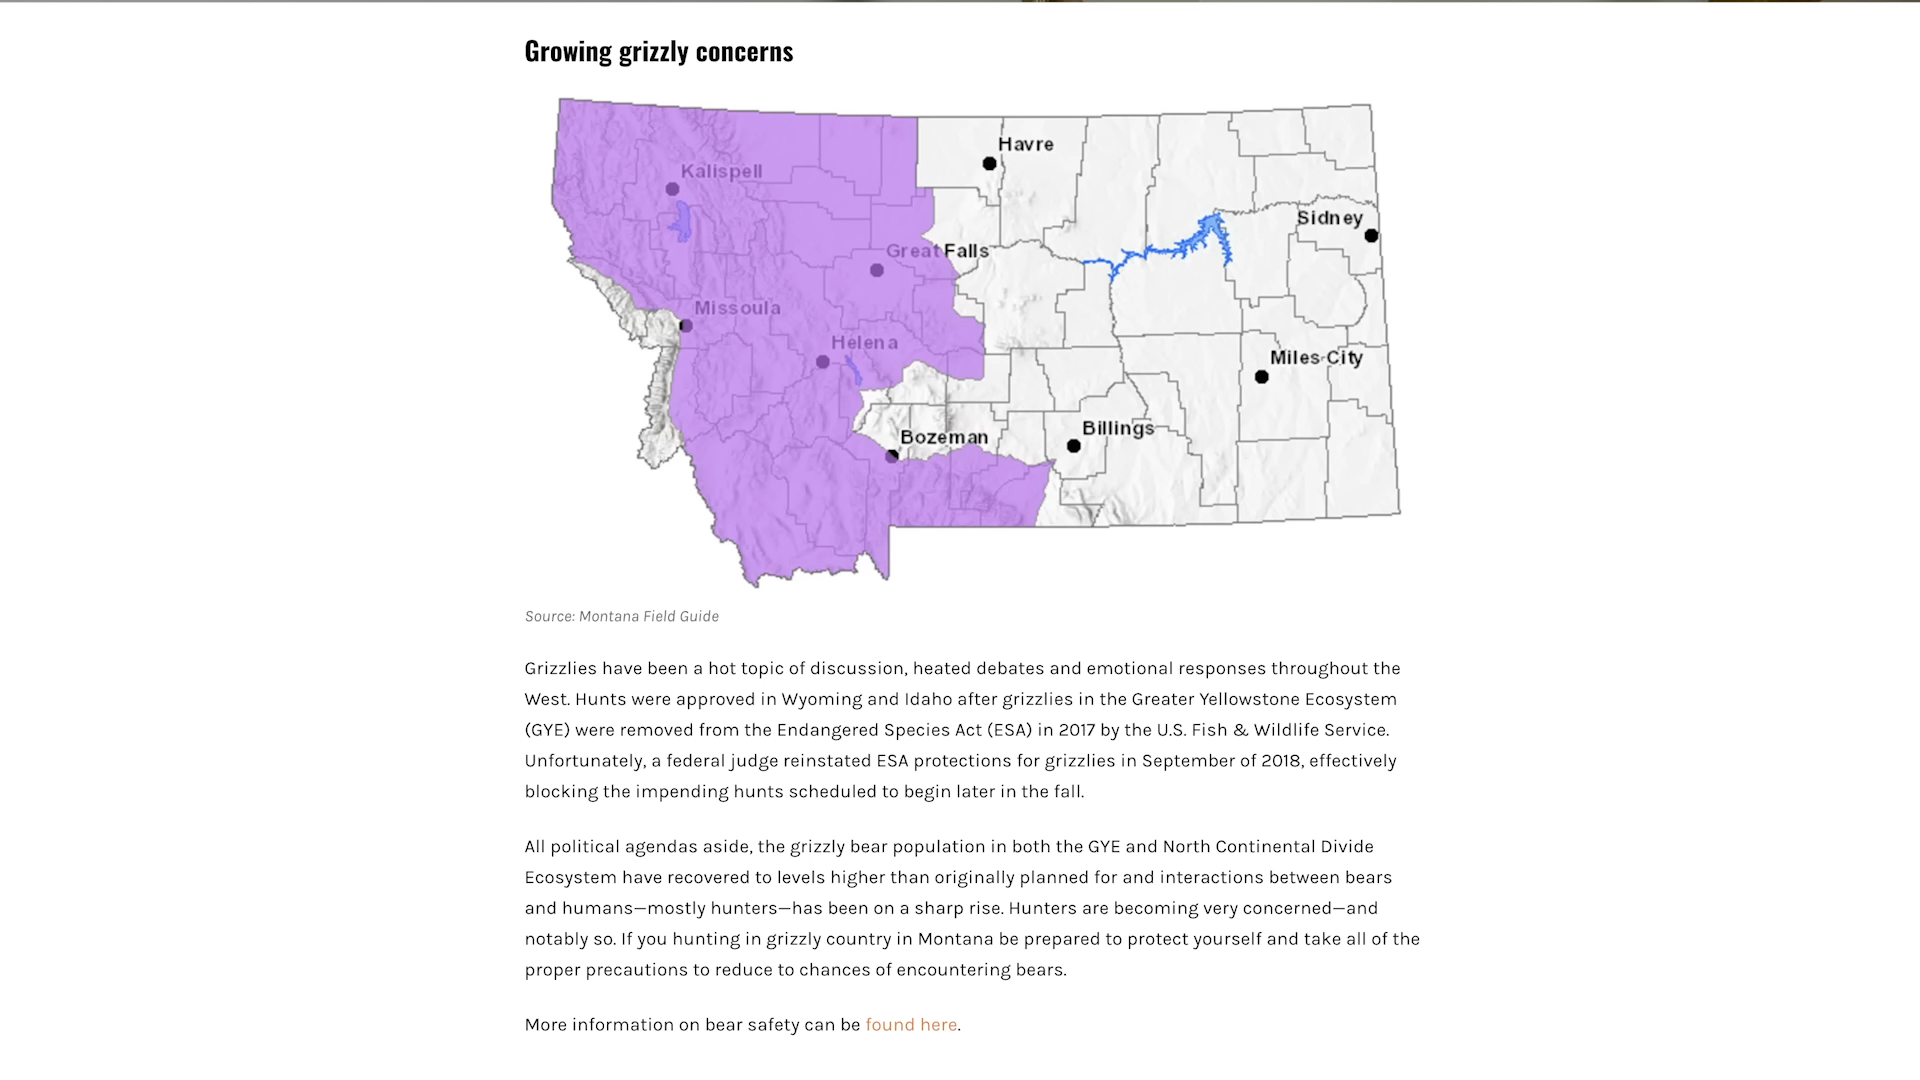 Growing grizzly concerns
Havre
Kalispell
Sidney
Great Falls
Missoula
Helena
Miles City
Billings
Bozeman
Source: Montana Field Guide
Grizzlies have been a hot topic of discussion, heated debates and emotional responses throughout the
West. Hunts were approved in Wyoming and Idaho after grizzlies in the Greater Yellowstone Ecosystem
(GYE) were removed from the Endangered Species Act (ESA) in 2017 by the U.S. Fish & Wildlife Service.
Unfortunately, a federal judge reinstated ESA protections for grizzlies in September of 2018, effectively
blocking the impending hunts scheduled to begin later in the fall.
All political agendas aside, the grizzly bear population in both the GYE and North Continental Divide
Ecosystem have recovered to levels higher than originally planned for and interactions between bears
and humans—mostly hunters—has been on a sharp rise. Hunters are becoming very concerned—and
notably so. If you hunting in grizzly country in Montana be prepared to protect yourself and take all of the
proper precautions to reduce to chances of encountering bears.
More information on bear safety can be found here.